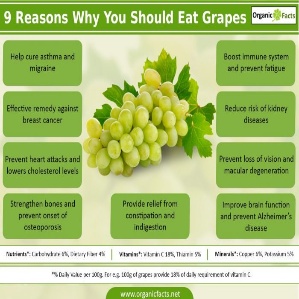 9 Reasons Why You Should Eat Grapes
Organic Facts
Help cure asthma and
migraine
Boost immune system
and prevent fatigue
Effective remedy against
breast cancer
Reduce risk of kidney
diseases
Prevent heart attacks and
lowers cholesterol levels
Prevent loss of vision and
macular degeneration
Strengthen bones and
prevent onset of
osteoporosis
Provide relief from
constipation and
indigestion
Improve brain function
and prevent Alzheimer's
disease
Nutrients*: Carbohydrate 6%, Dietary Fiber 4%
Vitamins*: Vitamin C 18%, Thiamin 5%
Minerals*: Copper 6%, Potassium 5%
*% Daily Value per 100g. For e.g. 100g of grapes provide 18% of daily requirement of vitamin C.
www.organicfacts.net